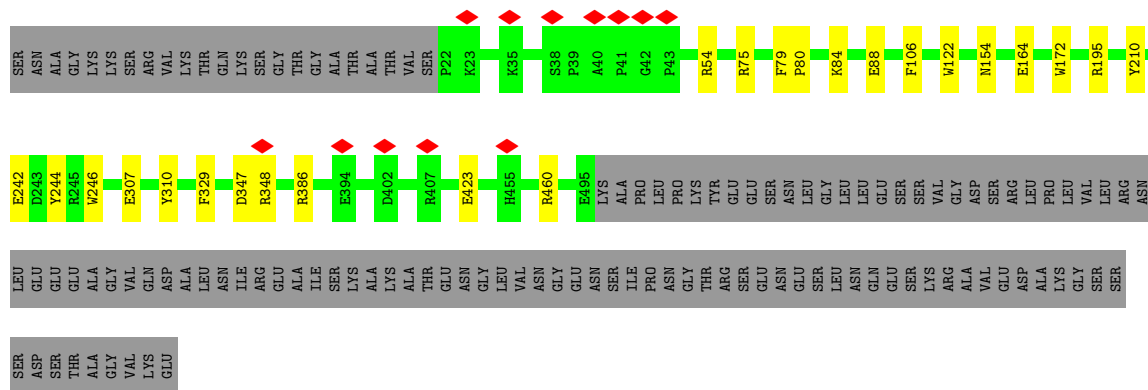 SER ASN ALA GLY LYS LYS SER ARG VAL LYS THR GLN LYS SER GLY THR GLY ALA THR ALA THR VAL SER P22 K23 K35 S38 P39 A40 P41 G42 P43 R54 R75 F79 P80 K84 E88 F106 W122 N154 E164 W172 R195 Y210
E242 D243 Y244 R245 W246 E307 Y310 F329 D347 R348 R386 E394 D402 R407 E423 H455 R460 E495 LYS ALA PRO LEU PRO LYS TYR GLU GLU SER ASN LEU GLY LEU LEU GLU SER SER VAL GLY ASP SER ARG LEU PRO LEU VAL LEU ARG ASN
LEU GLU GLU GLU ALA GLY VAL GLN ASP ALA LEU ASN ILE ARG GLU ALA ILE SER LYS ALA LYS ALA THR GLU ASN GLY LEU VAL ASN GLY GLU ASN SER ILE PRO ASN GLY THR ARG SER GLU ASN GLU SER LEU ASN GLN GLU SER LYS ARG ALA VAL GLU ASP ALA LYS GLY SER SER
SER ASP SER THR ALA GLY VAL LYS GLU